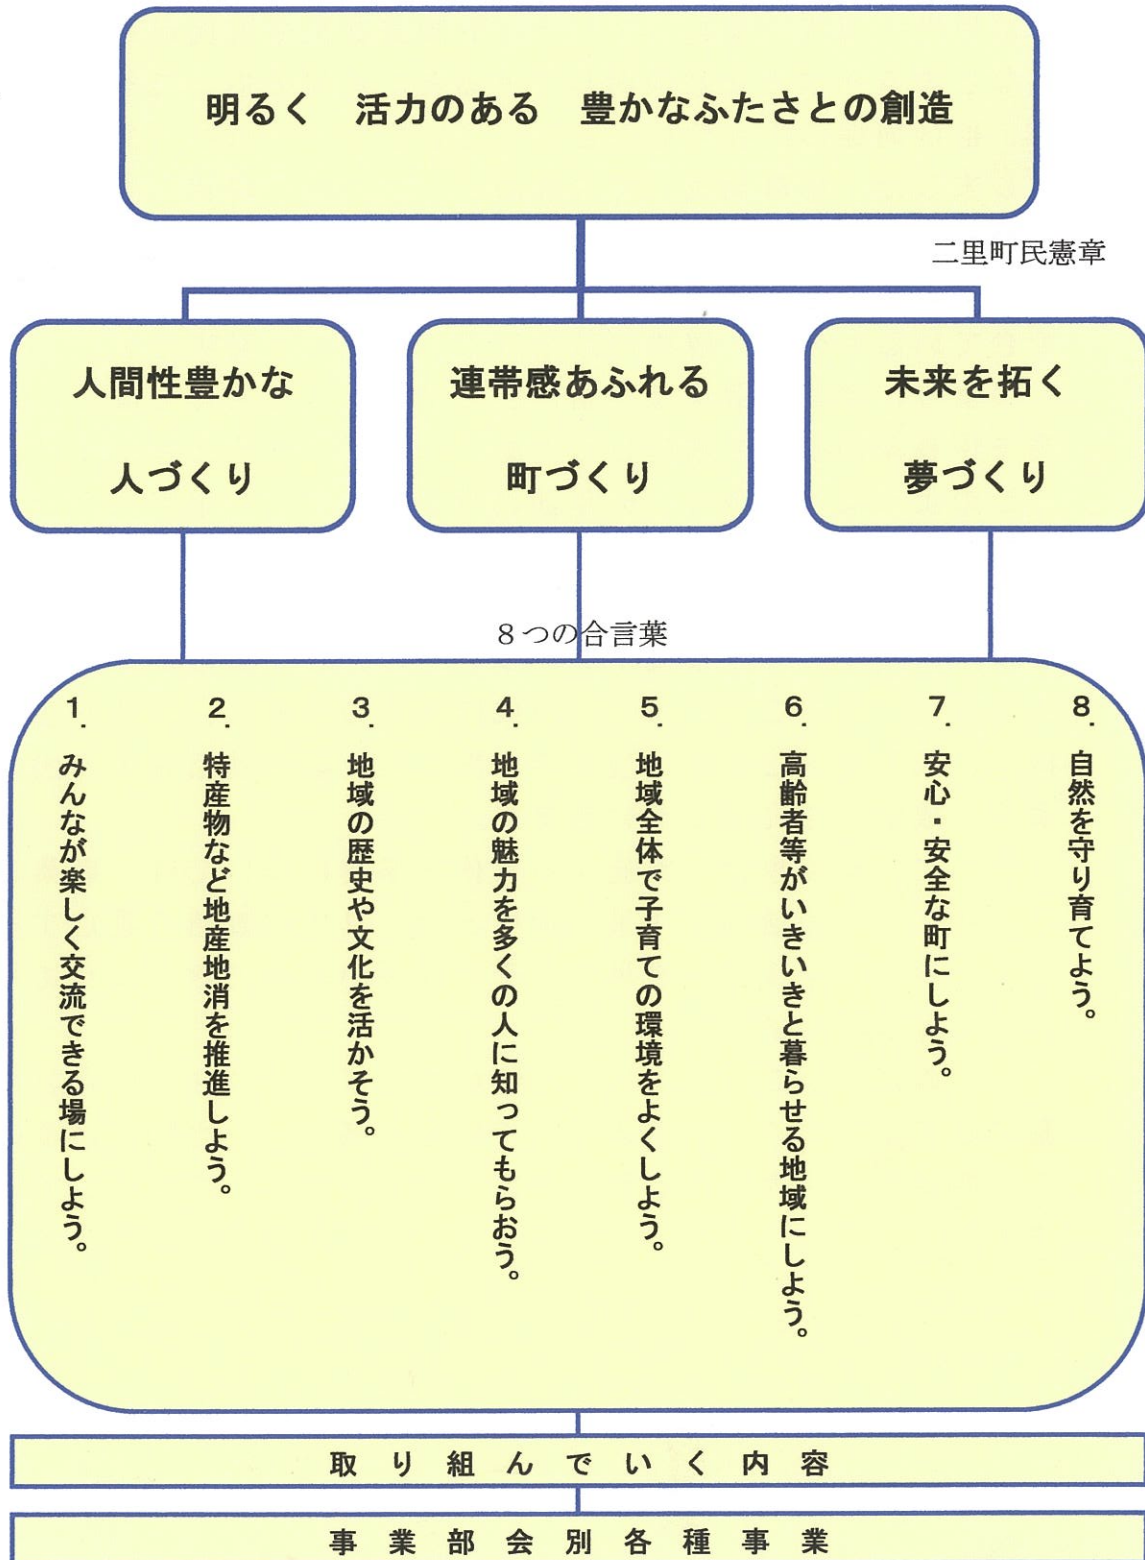 明るく　活力のある　豊かなふたさとの創造
二里町民憲章
人間性豊かな
人づくり
連帯感あふれる
町づくり
未来を拓く
夢づくり
８つの合言葉
1. みんなが楽しく交流できる場にしよう。
2. 特産物など地産地消を推進しよう。
3. 地域の歴史や文化を活かそう。
4. 地域の魅力を多くの人に知ってもらおう。
5. 地域全体で子育ての環境をよくしよう。
6. 高齢者等がいきいきと暮らせる地域にしよう。
7. 安心・安全な町にしよう。
8. 自然を守り育てよう。
取り組んでいく内容
事業部会別各種事業